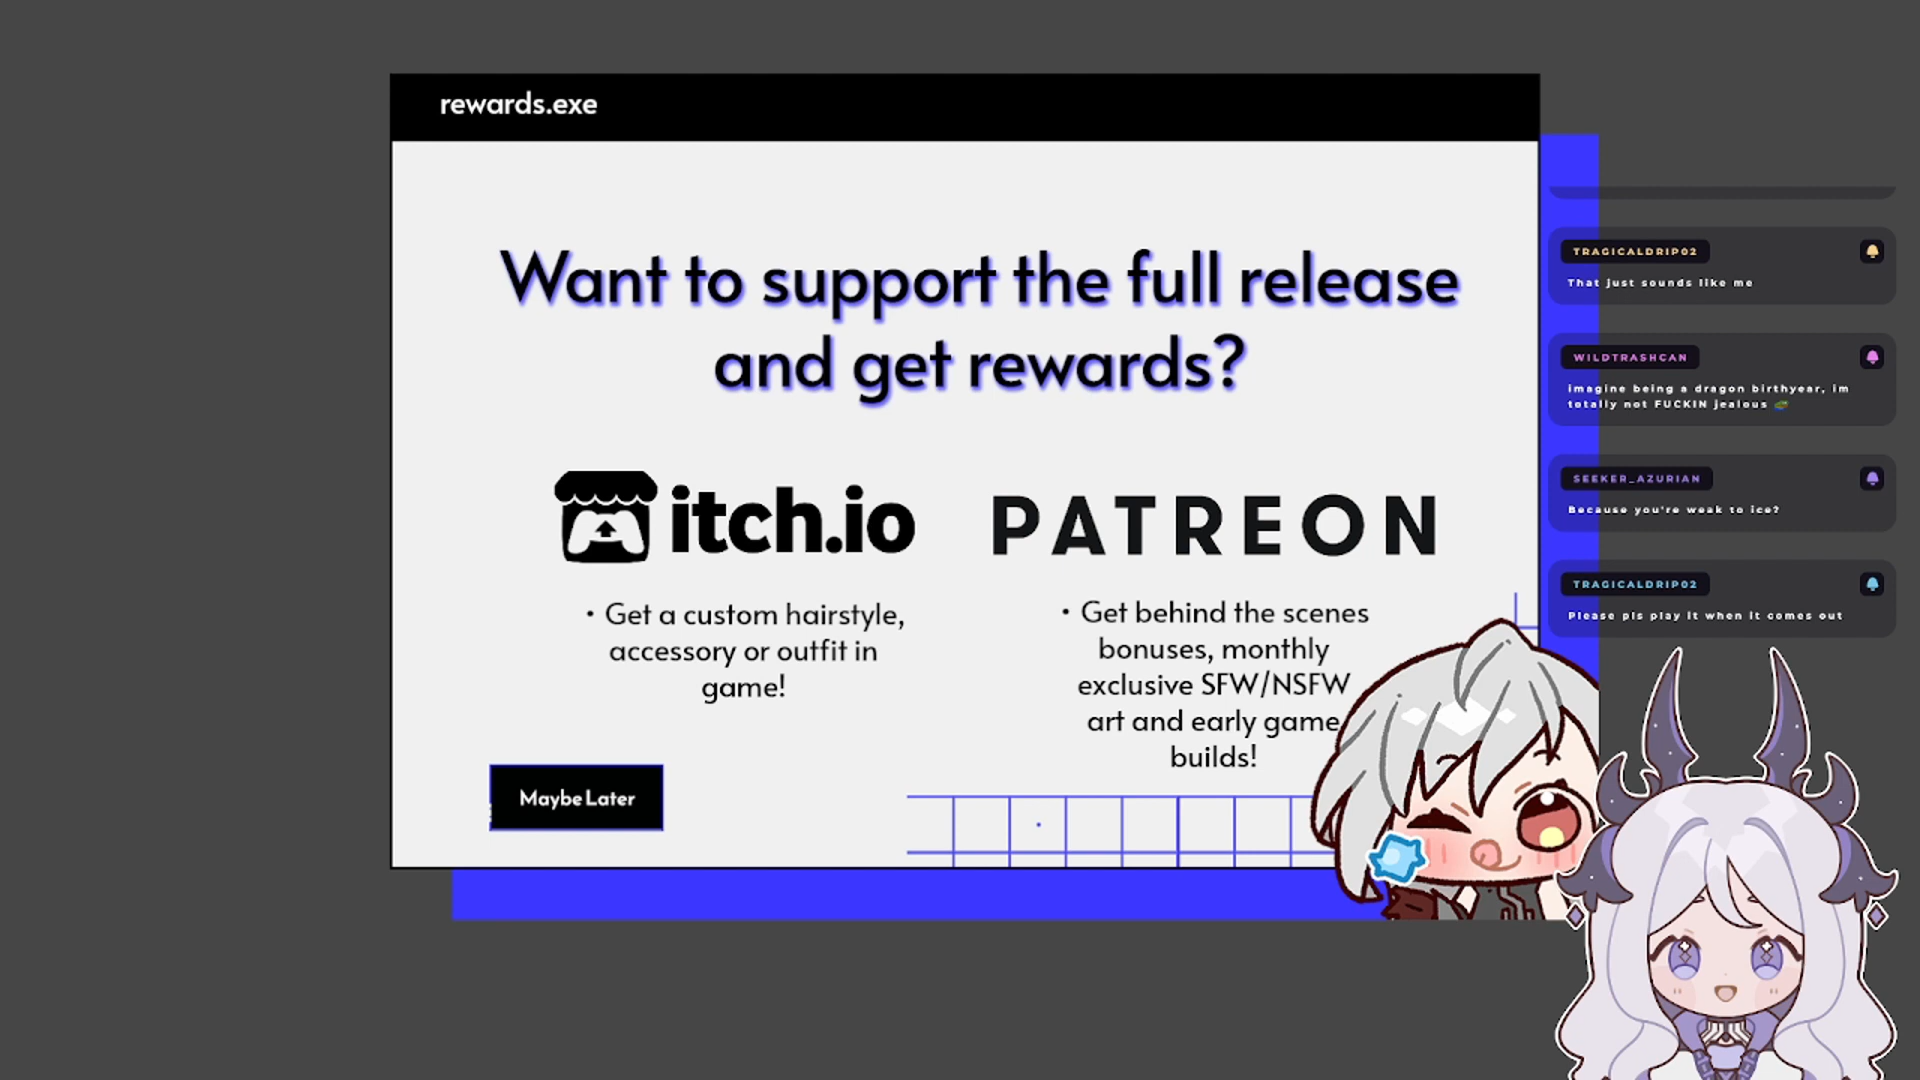 rewards.exe
Want to support the full release
and get rewards?
itch.io
PATREON
• Get a custom hairstyle,
accessory or outfit in
game!
• Get behind the scenes
bonuses, monthly
exclusive SFW/NSFW
art and early game
builds!
Maybe Later
TRAGICALDRIP02
That just sounds like me
WILDTRASHCAN
imagine being a dragon birthyear, im
totally not FUCKIN jealous
SEEKER_AZURIAN
Because you're weak to ice?
TRAGICALDRIP02
Please pls play it when it comes out